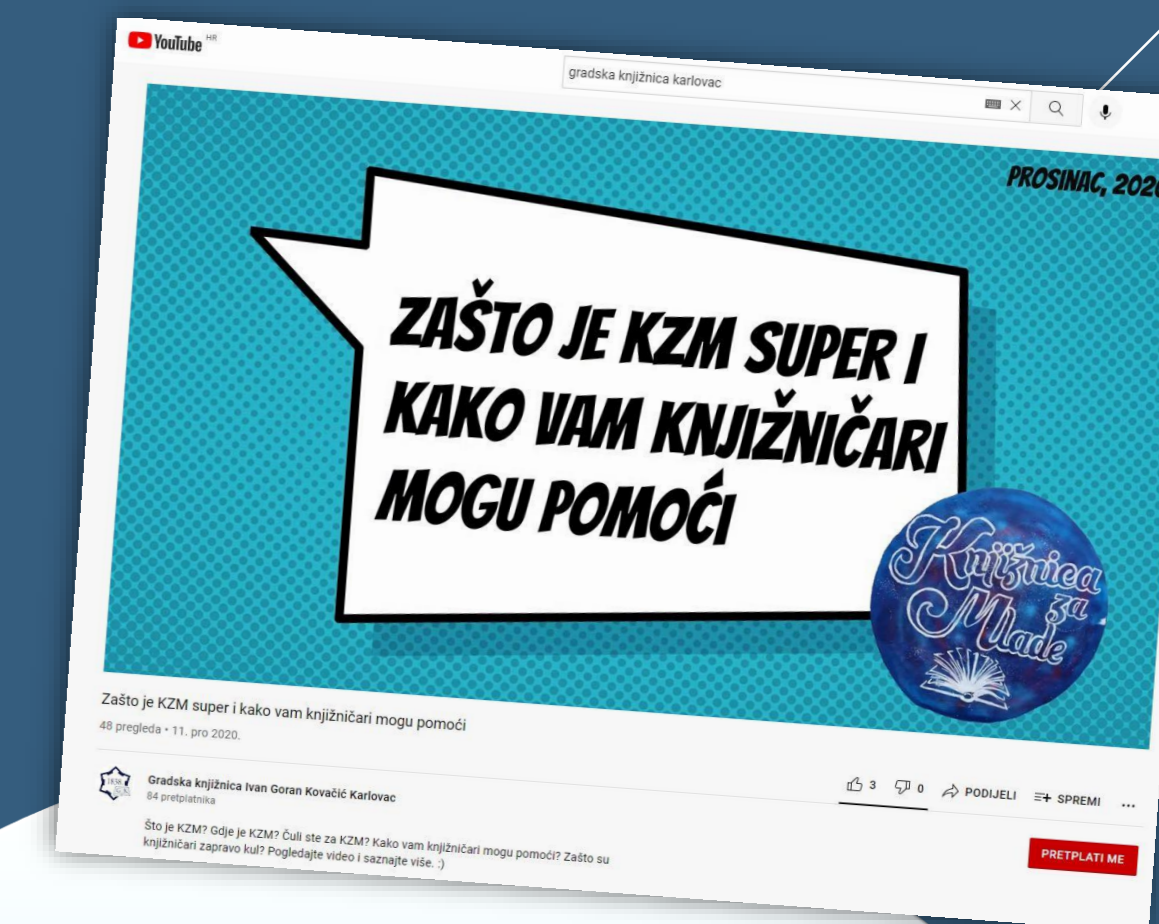 YouTube HR
gradska knjižnica karlovac
PROSINAC, 2020
ZAŠTO JE KZM SUPER I
KAKO VAM KNJIŽNIČARI
MOGU POMOĆI
Knjižnica
za
Mlade
Zašto je KZM super i kako vam knjižničari mogu pomoći
48 pregleda • 11. pro 2020.
3 0 PODIJELI SPREMI ...
1838
Gradska knjižnica Ivan Goran Kovačić Karlovac
84 pretplatnika
PRETPLATI ME
Što je KZM? Gdje je KZM? Čuli ste za KZM? Kako vam knjižničari mogu pomoći? Zašto su
knjižničari zapravo kul? Pogledajte video i saznajte više. :)